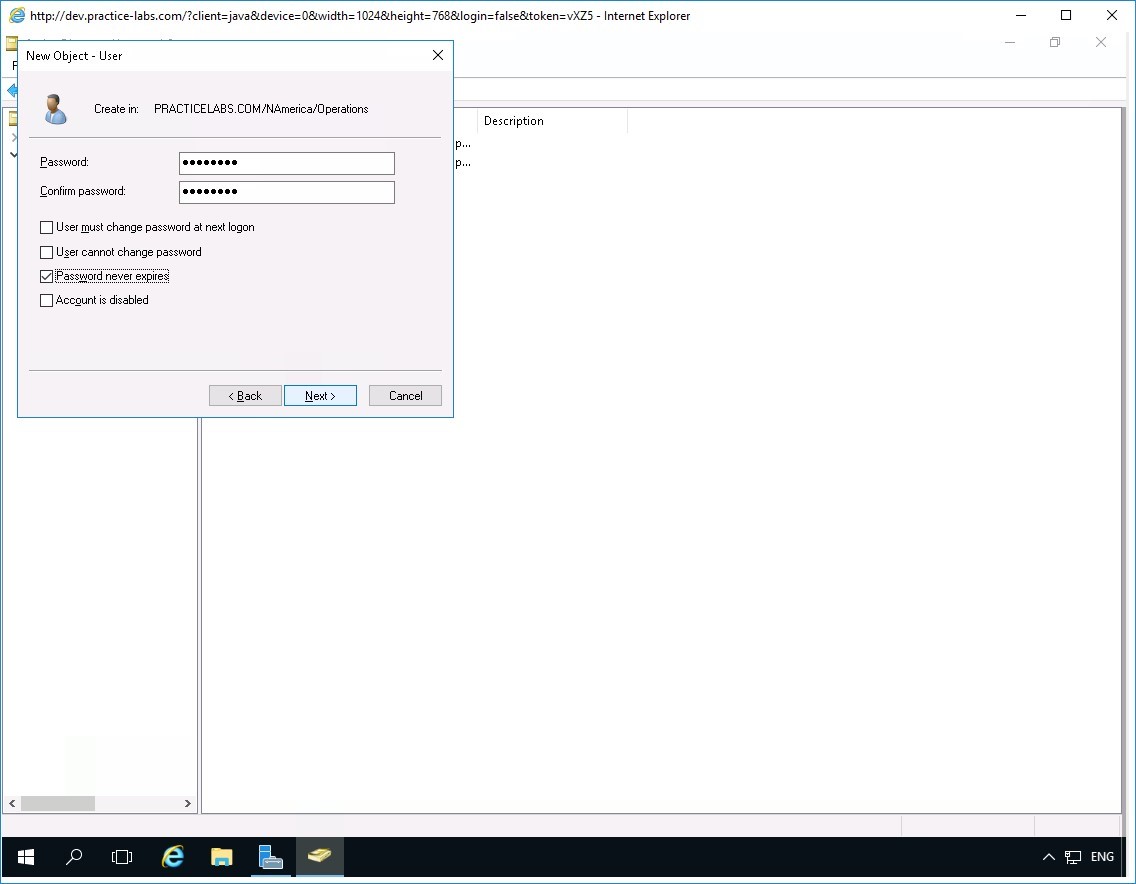 http://dev.practice-labs.com/?client=java&device=0&width=1024&height=768&login=false&token=vXZ5 - Internet Explorer
New Object - User
Create in: PRACTICELABS.COM/NAmerica/Operations
Description
p...
p...
Password:
Confirm password:
User must change password at next logon
User cannot change password
Password never expires
Account is disabled
< Back Next > Cancel
ENG